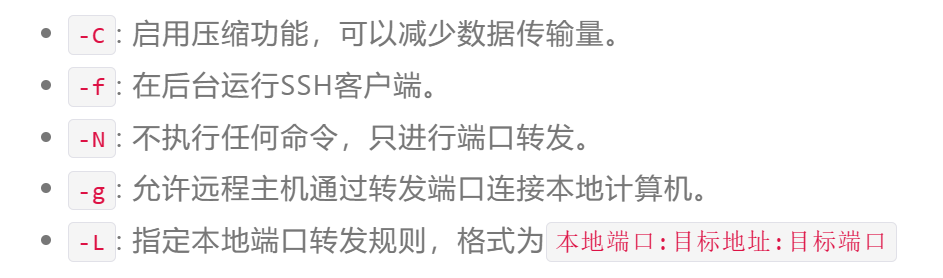 -C: 启用压缩功能，可以减少数据传输量。
-f: 在后台运行SSH客户端。
-N: 不执行任何命令，只进行端口转发。
-g: 允许远程主机通过转发端口连接本地计算机。
-L: 指定本地端口转发规则，格式为 本地端口:目标地址:目标端口